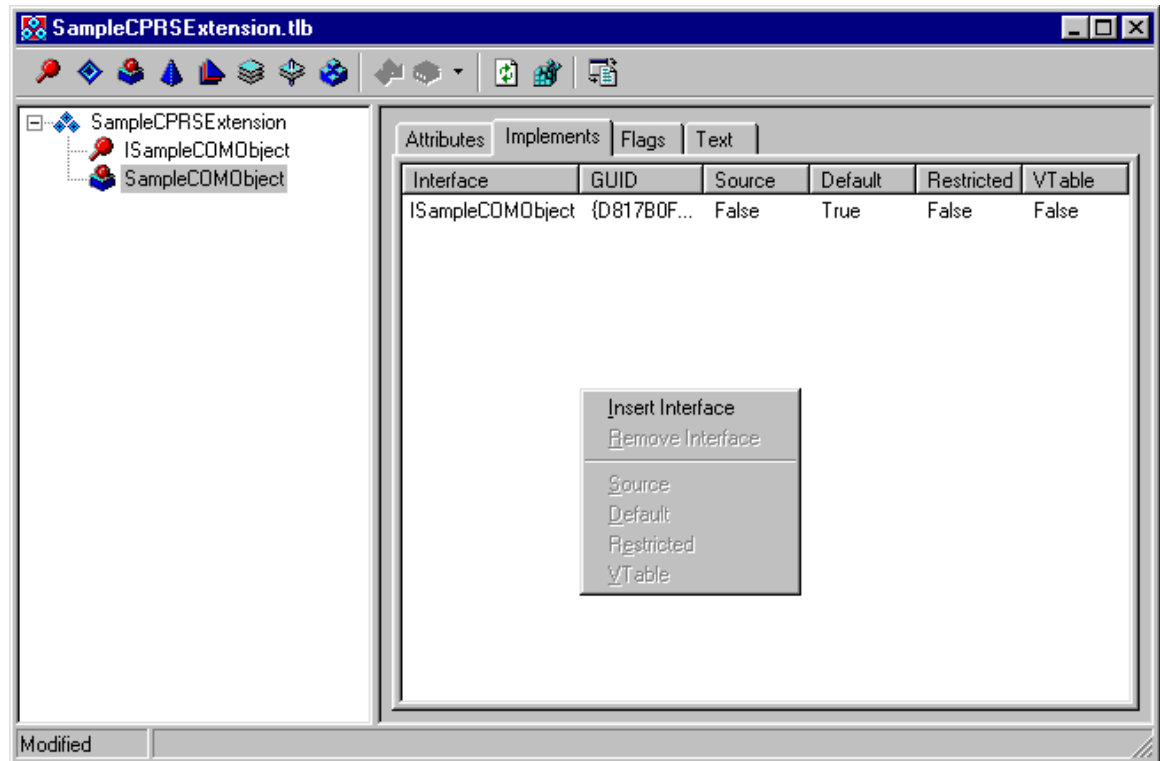 SampleCPRSExtension.tlb
SampleCPRSExtension
ISampleCOMObject
SampleCOMObject
Attributes Implements Flags Text
Interface GUID Source Default Restricted VTable
ISampleCOMObject {D817B0F... False True False False
Insert Interface
Remove Interface
Source
Default
Restricted
VTable
Modified